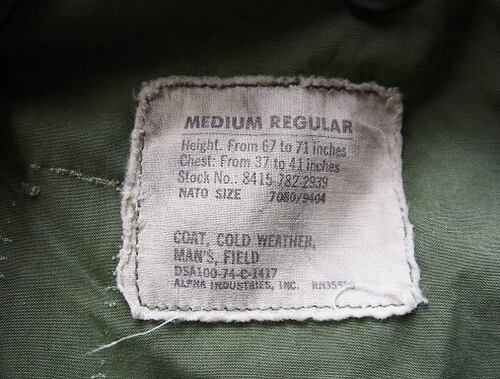 MEDIUM REGULAR
Height: From 67 to 71 inches
Chest: From 37 to 41 inches
Stock No.: 8415-782-2939
NATO SIZE 7080/9404
COAT, COLD WEATHER,
MAN'S, FIELD
DSA100-74-C-1417
ALPHA INDUSTRIES, INC.